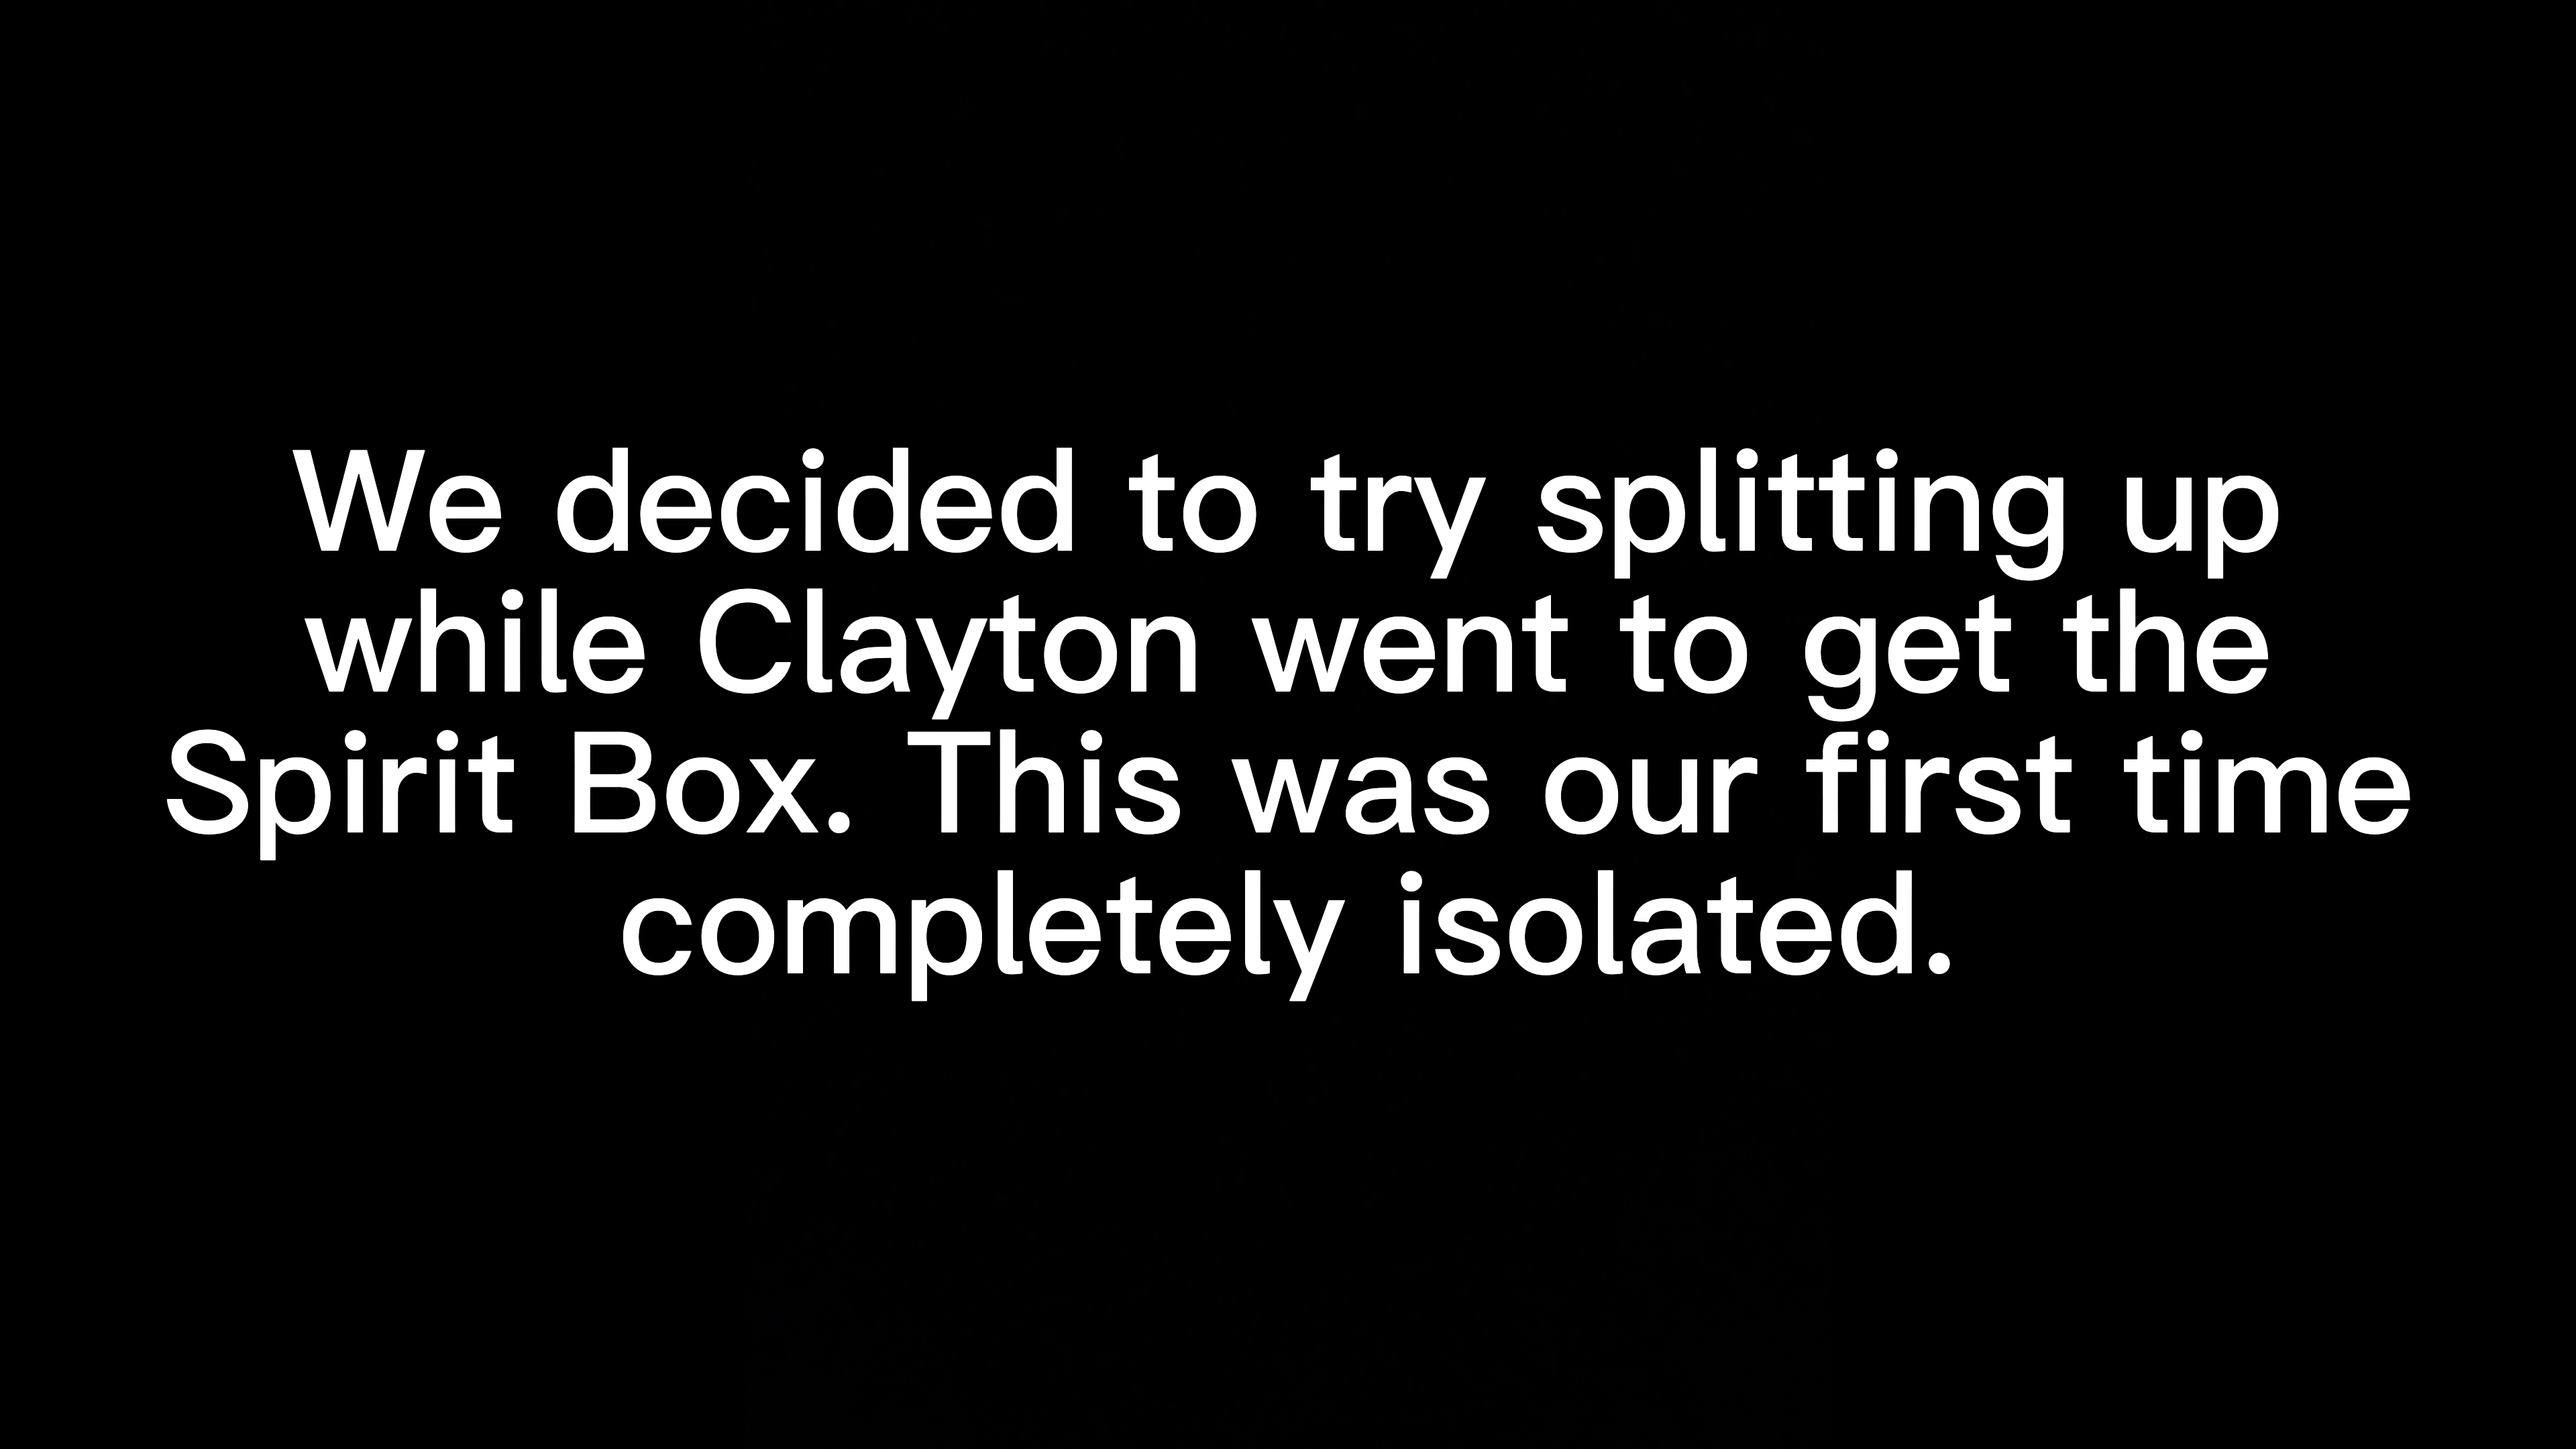 We decided to try splitting up
while Clayton went to get the
Spirit Box. This was our first time
completely isolated.